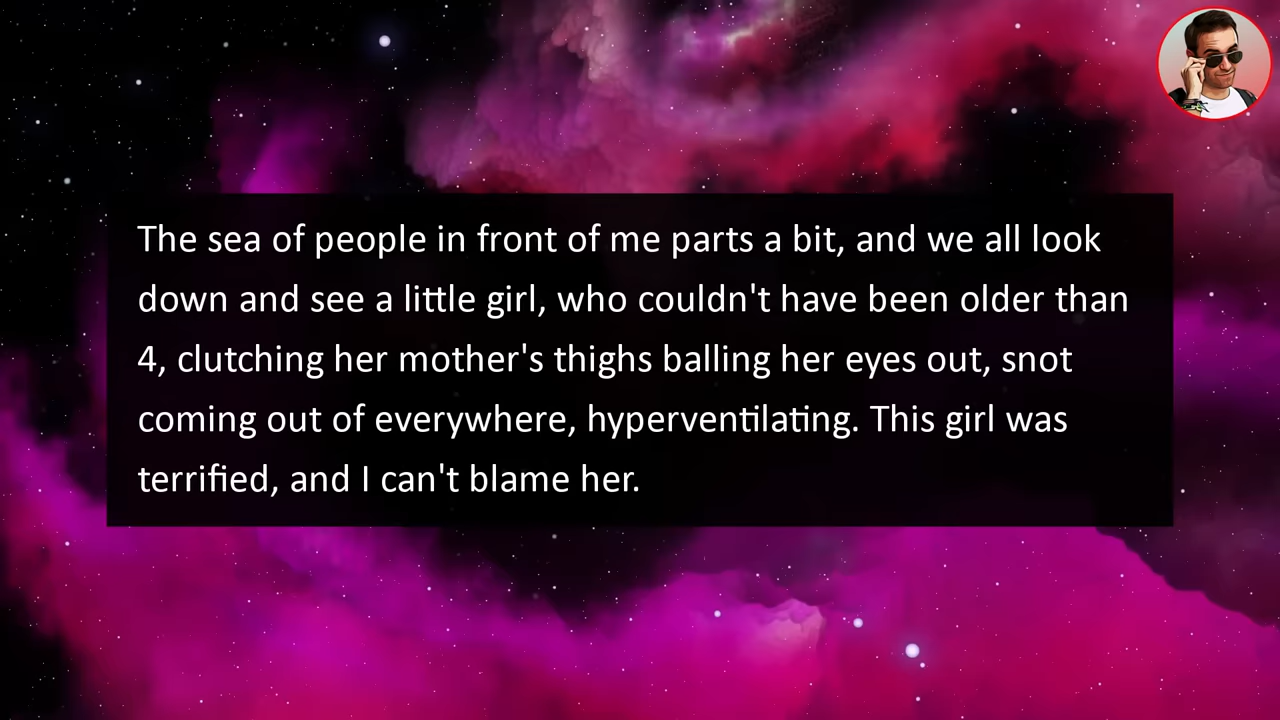 The sea of people in front of me parts a bit, and we all look
down and see a little girl, who couldn't have been older than
4, clutching her mother's thighs balling her eyes out, snot
coming out of everywhere, hyperventilating. This girl was
terrified, and I can't blame her.